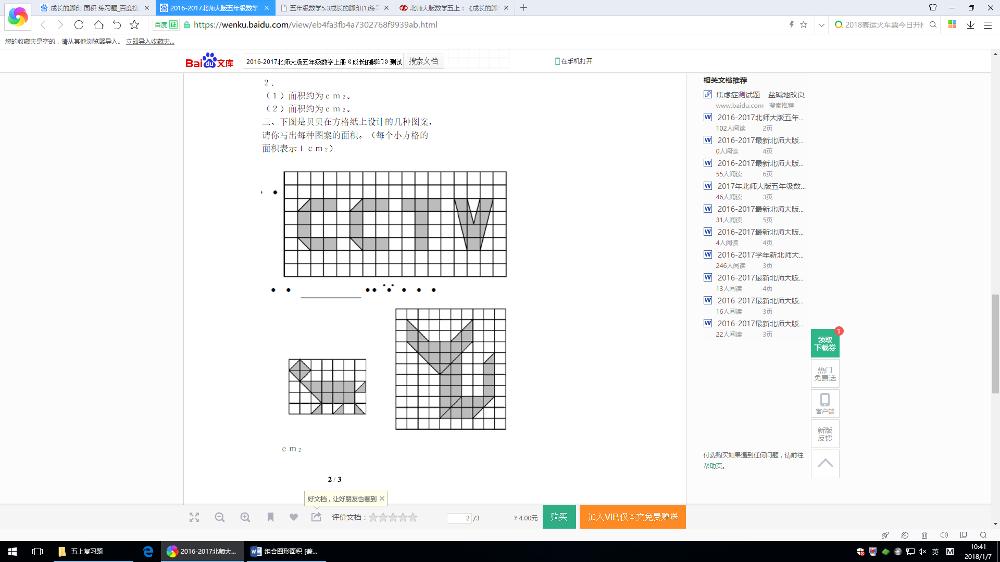 成长的脚印 面积 练习题_百度搜
2016-2017北师大版五年级数学
五年级数学5.3成长的脚印(1)练习
北师大版数学五上：《成长的脚
百度 证 https://wenku.baidu.com/view/eb4fa3fb4a7302768f9939ab.html
2018春运火车票今日开抢
您的收藏夹是空的，请从其他浏览器导入。 立即导入收藏夹...
Bai du 文库
2016-2017北师大版五年级数学上册《成长的脚印》测试
搜索文档
在手机打开
2．
（1）面积约为ｃｍ₂。
（2）面积约为ｃｍ₂。
三、下图是贝贝在方格纸上设计的几种图案，
请你写出每种图案的面积。（每个小方格的
面积表示１ｃｍ₂）
ｃｍ₂
2 / 3
相关文档推荐
焦虑症测试题 盐碱地改良
www.baidu.com 搜索推荐
2016-2017北师大版五年...
102人阅读 2页
2016-2017最新北师大版...
0人阅读 4页
2016-2017最新北师大版...
55人阅读 6页
2017年北师大版五年级数...
46人阅读 3页
2016-2017最新北师大版...
31人阅读 5页
2016-2017最新北师大版...
4人阅读 4页
2016-2017学年新北师大...
246人阅读 3页
2016-2017最新北师大版...
13人阅读 4页
2016-2017最新北师大版...
16人阅读 3页
2016-2017最新北师大版...
22人阅读 3页
1
领取
下载券
热门
免费送
客户端
新版
反馈
付费购买如果遇到任何问题，请前往
帮助页。
好文档，让好朋友也看到
评价文档：
2 /3
￥4.00元
购买
加入VIP,仅本文免费赠送
五上复习题
2016-2017北师大...
组合图形面积 [兼...
英
M
10:41
2018/1/7